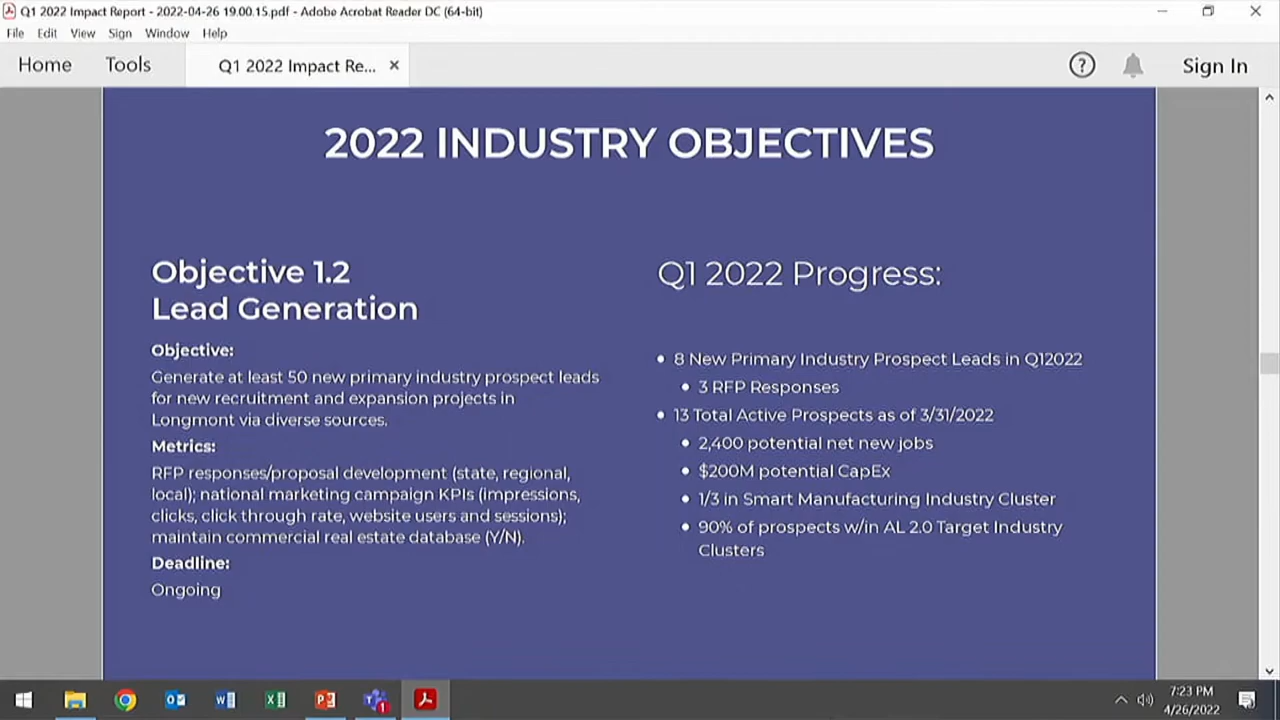 Q1 2022 Impact Report - 2022-04-26 19.00.15.pdf - Adobe Acrobat Reader DC (64-bit)
File Edit View Sign Window Help
Home Tools Q1 2022 Impact Re... × ? Sign In
2022 INDUSTRY OBJECTIVES
Objective 1.2
Lead Generation
Objective:
Generate at least 50 new primary industry prospect leads
for new recruitment and expansion projects in
Longmont via diverse sources.
Metrics:
RFP responses/proposal development (state, regional,
local); national marketing campaign KPIs (impressions,
clicks, click through rate, website users and sessions);
maintain commercial real estate database (Y/N).
Deadline:
Ongoing
Q1 2022 Progress:
• 8 New Primary Industry Prospect Leads in Q12022
• 3 RFP Responses
• 13 Total Active Prospects as of 3/31/2022
• 2,400 potential net new jobs
• $200M potential CapEx
• 1/3 in Smart Manufacturing Industry Cluster
• 90% of prospects w/in AL 2.0 Target Industry
Clusters
7:23 PM
4/26/2022